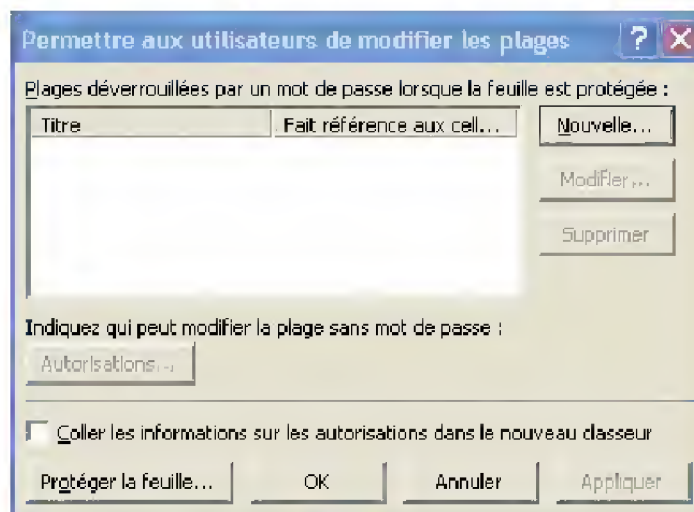 Permettre aux utilisateurs de modifier les plages
Plages déverrouillées par un mot de passe lorsque la feuille est protégée :
Titre Fait référence aux cell... Nouvelle...
Modifier...
Supprimer
Indiquez qui peut modifier la plage sans mot de passe :
Autorisations...
Coller les informations sur les autorisations dans le nouveau classeur
Protéger la feuille... OK Annuler Appliquer